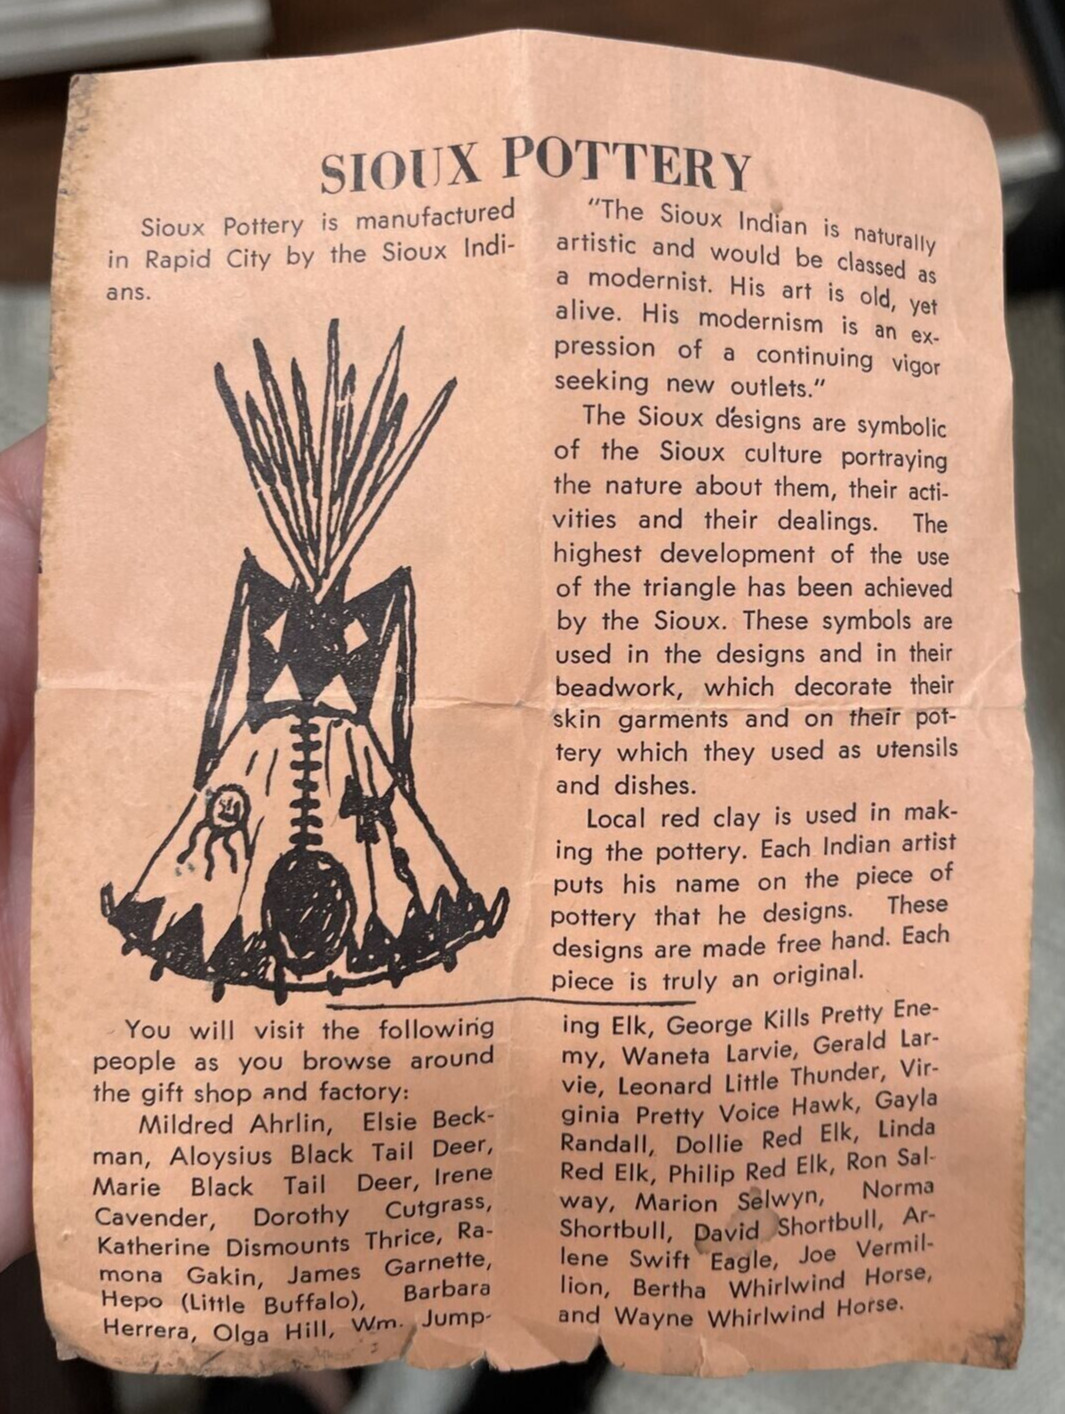 SIOUX POTTERY
Sioux Pottery is manufactured
in Rapid City by the Sioux Indi-
ans.
"The Sioux Indian is naturally
artistic and would be classed as
a modernist. His art is old, yet
alive. His modernism is an ex-
pression of a continuing vigor
seeking new outlets."
The Sioux designs are symbolic
of the Sioux culture portraying
the nature about them, their acti-
vities and their dealings. The
highest development of the use
of the triangle has been achieved
by the Sioux. These symbols are
used in the designs and in their
beadwork, which decorate their
skin garments and on their pot-
tery which they used as utensils
and dishes.
Local red clay is used in mak-
ing the pottery. Each Indian artist
puts his name on the piece of
pottery that he designs. These
designs are made free hand. Each
piece is truly an original.
You will visit the following
people as you browse around
the gift shop and factory:
Mildred Ahrlin, Elsie Beck-
man, Aloysius Black Tail Deer,
Marie Black Tail Deer, Irene
Cavender, Dorothy Cutgrass,
Katherine Dismounts Thrice, Ra-
mona Gakin, James Garnette,
Hepo (Little Buffalo), Barbara
Herrera, Olga Hill, Wm. Jump-
ing Elk, George Kills Pretty Ene-
my, Waneta Larvie, Gerald Lar-
vie, Leonard Little Thunder, Vir-
ginia Pretty Voice Hawk, Gayla
Randall, Dollie Red Elk, Linda
Red Elk, Philip Red Elk, Ron Sal-
way, Marion Selwyn, Norma
Shortbull, David Shortbull, Ar-
lene Swift Eagle, Joe Vermil-
lion, Bertha Whirlwind Horse,
and Wayne Whirlwind Horse.